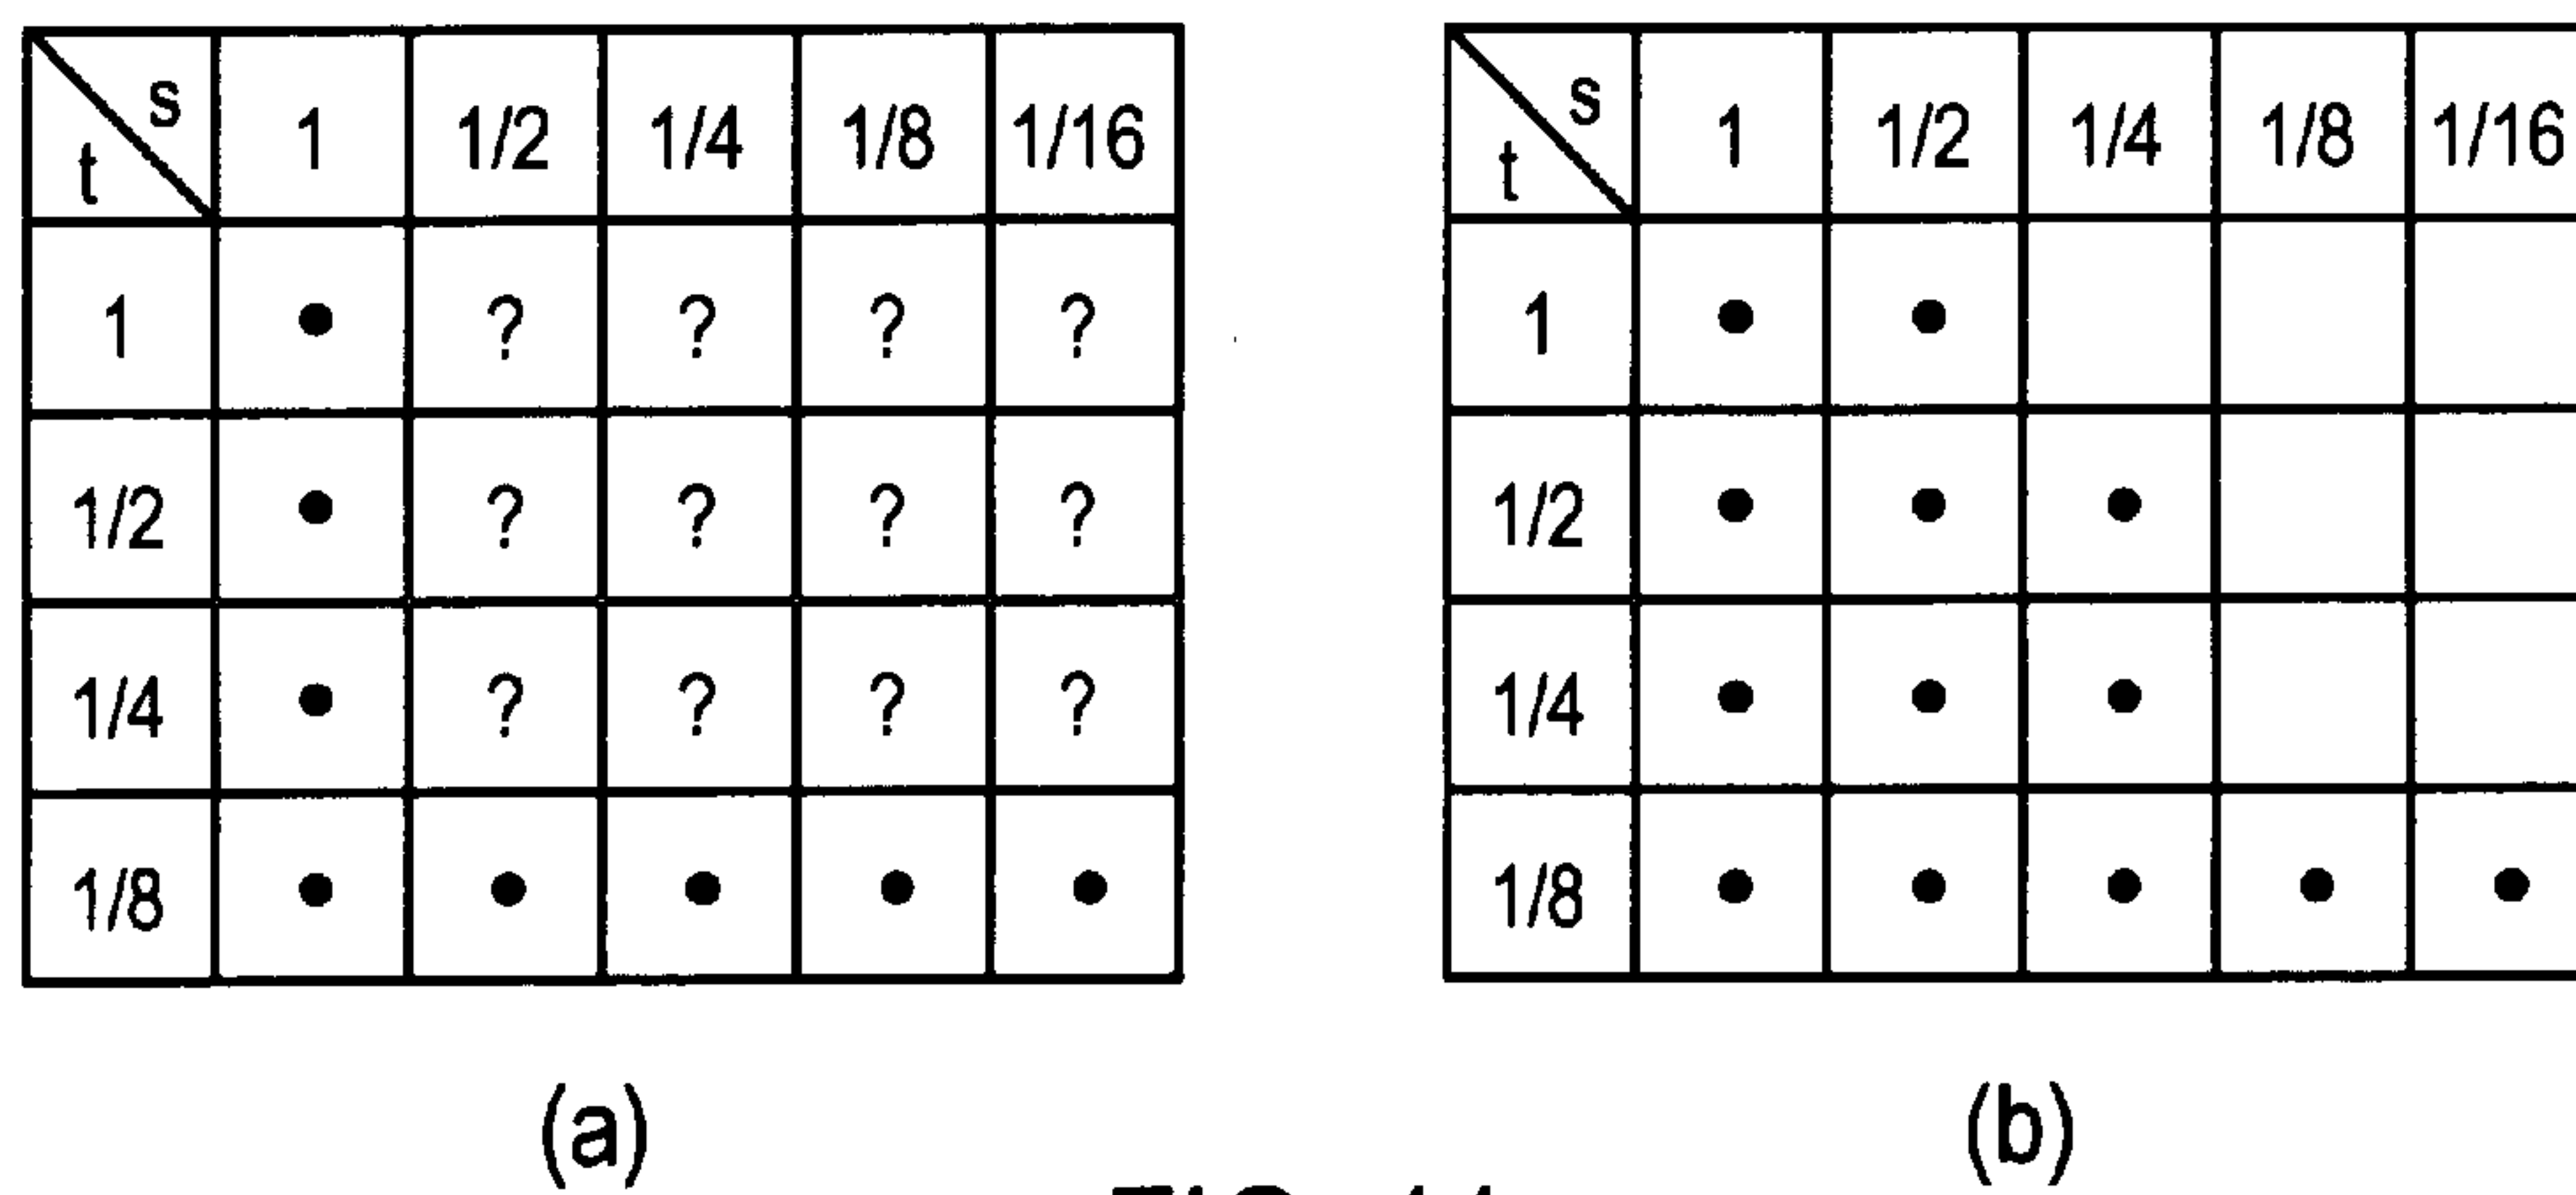 s 1 1/2 1/4 1/8 1/16
t
1 • ? ? ? ?
1/2 • ? ? ? ?
1/4 • ? ? ? ?
1/8 • • • • •
(a)
s 1 1/2 1/4 1/8 1/16
t
1 • •
1/2 • • •
1/4 • • •
1/8 • • • • •
(b)